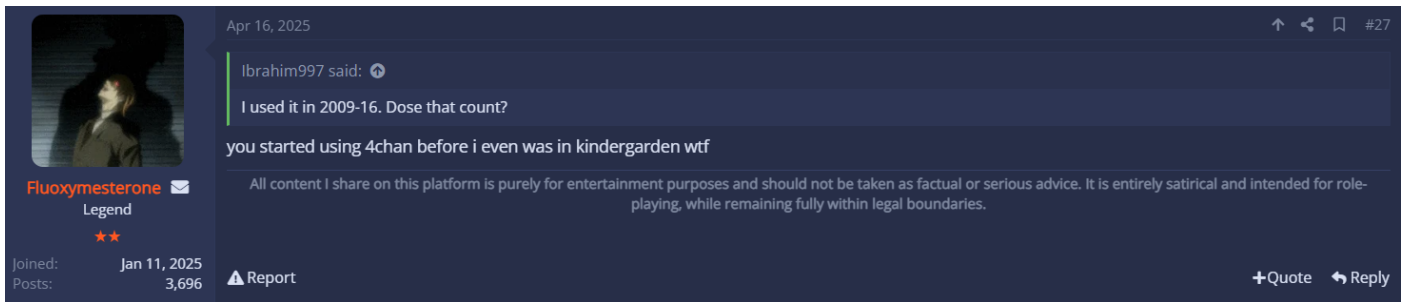 Apr 16, 2025
#27
Ibrahim997 said:
I used it in 2009-16. Dose that count?
you started using 4chan before i even was in kindergarden wtf
All content I share on this platform is purely for entertainment purposes and should not be taken as factual or serious advice. It is entirely satirical and intended for role-
playing, while remaining fully within legal boundaries.
Fluoxymesterone
Legend
Joined: Jan 11, 2025
Posts: 3,696
Report
+Quote Reply